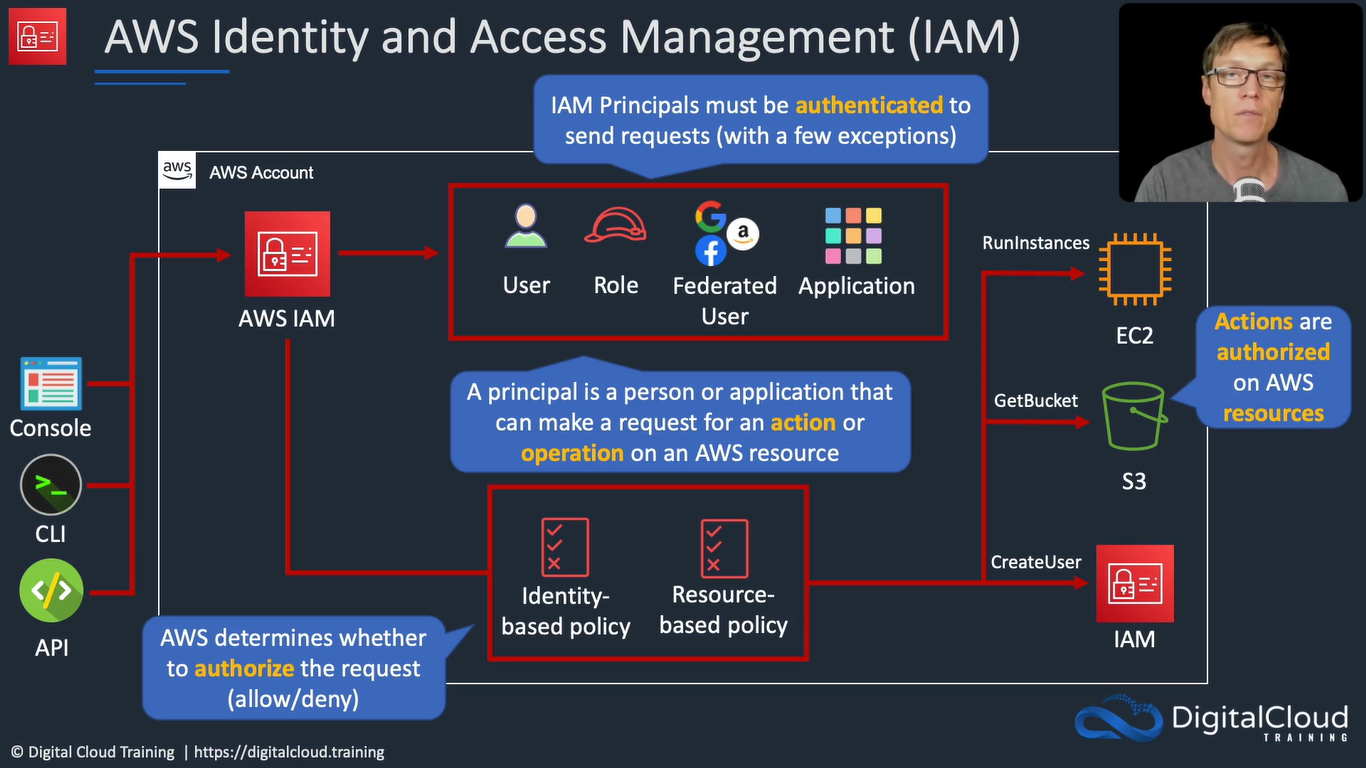 AWS Identity and Access Management (IAM)
IAM Principals must be authenticated to
send requests (with a few exceptions)
aws
AWS Account
User
Role
Federated
User
Application
AWS IAM
RunInstances
EC2
Actions are
authorized
on AWS
resources
A principal is a person or application that
can make a request for an action or
operation on an AWS resource
GetBucket
S3
Console
CLI
API
Identity-
based policy
Resource-
based policy
CreateUser
IAM
AWS determines whether
to authorize the request
(allow/deny)
DigitalCloud
TRAINING
© Digital Cloud Training | https://digitalcloud.training